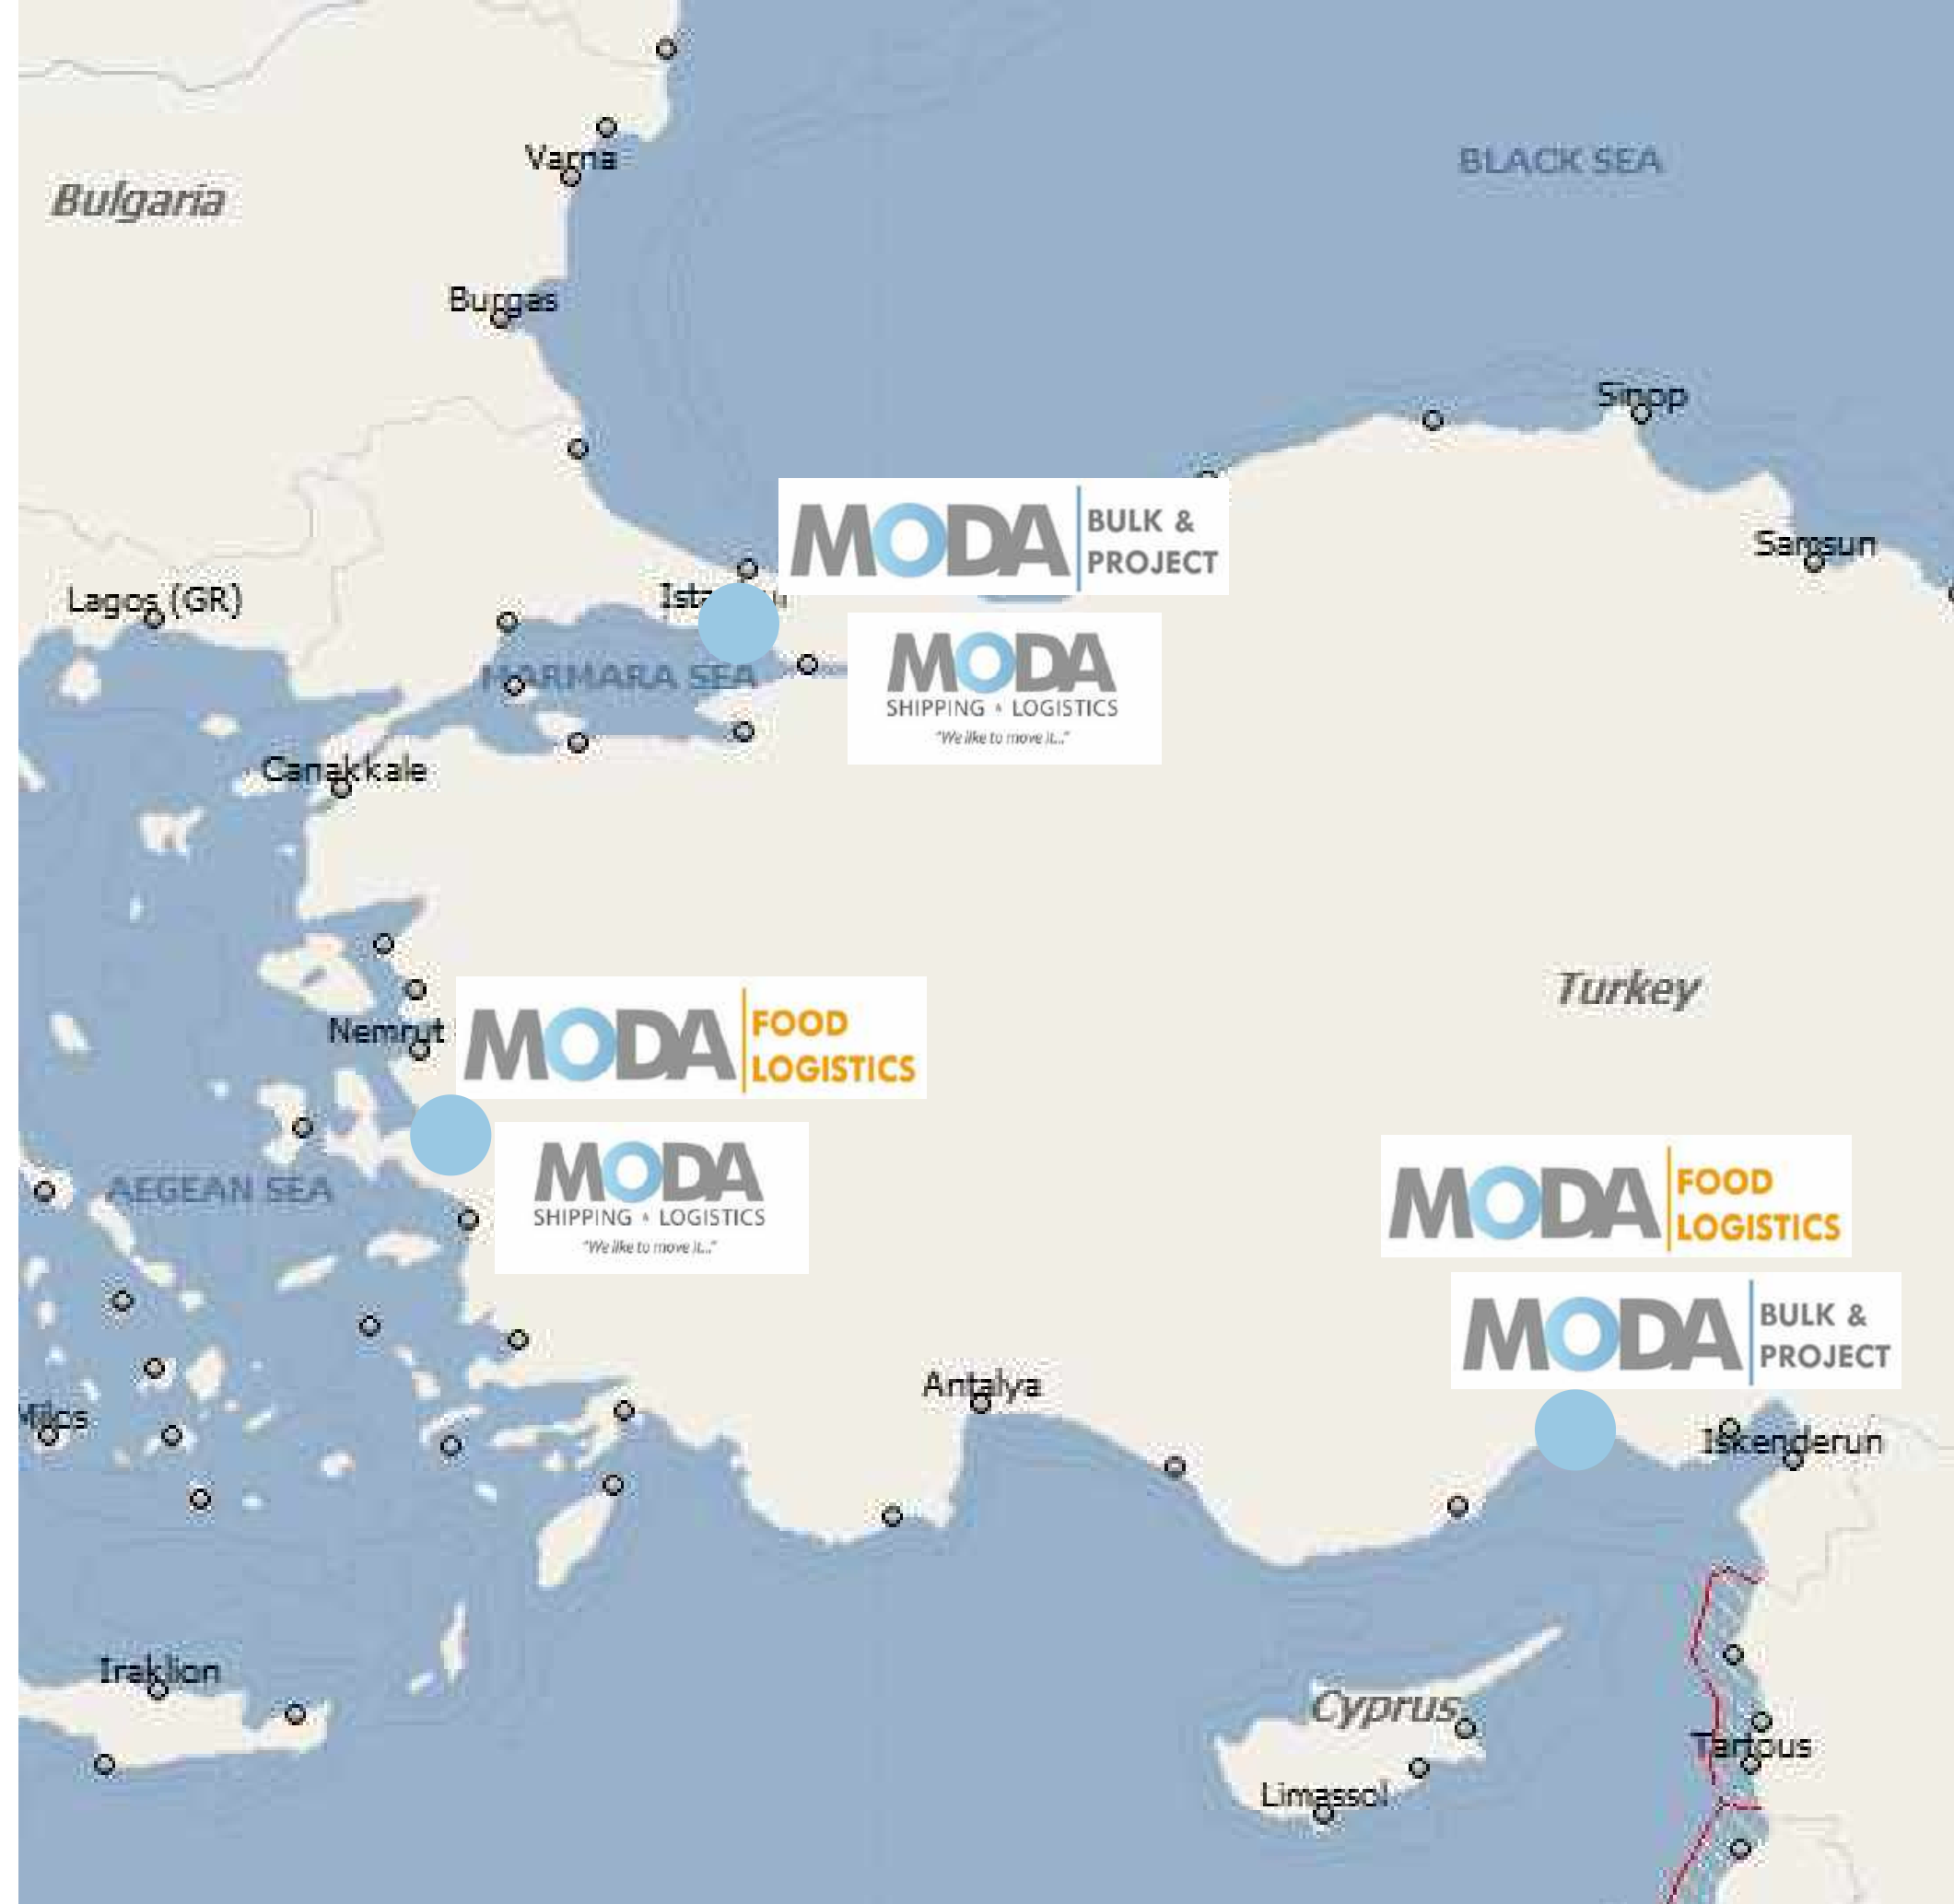 Varna
BLACK SEA
Bulgaria
Burgas
Sinop
MODA BULK &
PROJECT
Samsun
Lagos (GR)
MODA
SHIPPING & LOGISTICS
"We like to move it..."
MARMARA SEA
Canakkale
Turkey
Nemrut
MODA FOOD
LOGISTICS
MODA
SHIPPING & LOGISTICS
"We like to move it..."
AEGEAN SEA
MODA FOOD
LOGISTICS
MODA BULK &
PROJECT
Antalya
Milos
Iskenderun
Iraklion
Cyprus
Tartous
Limassol